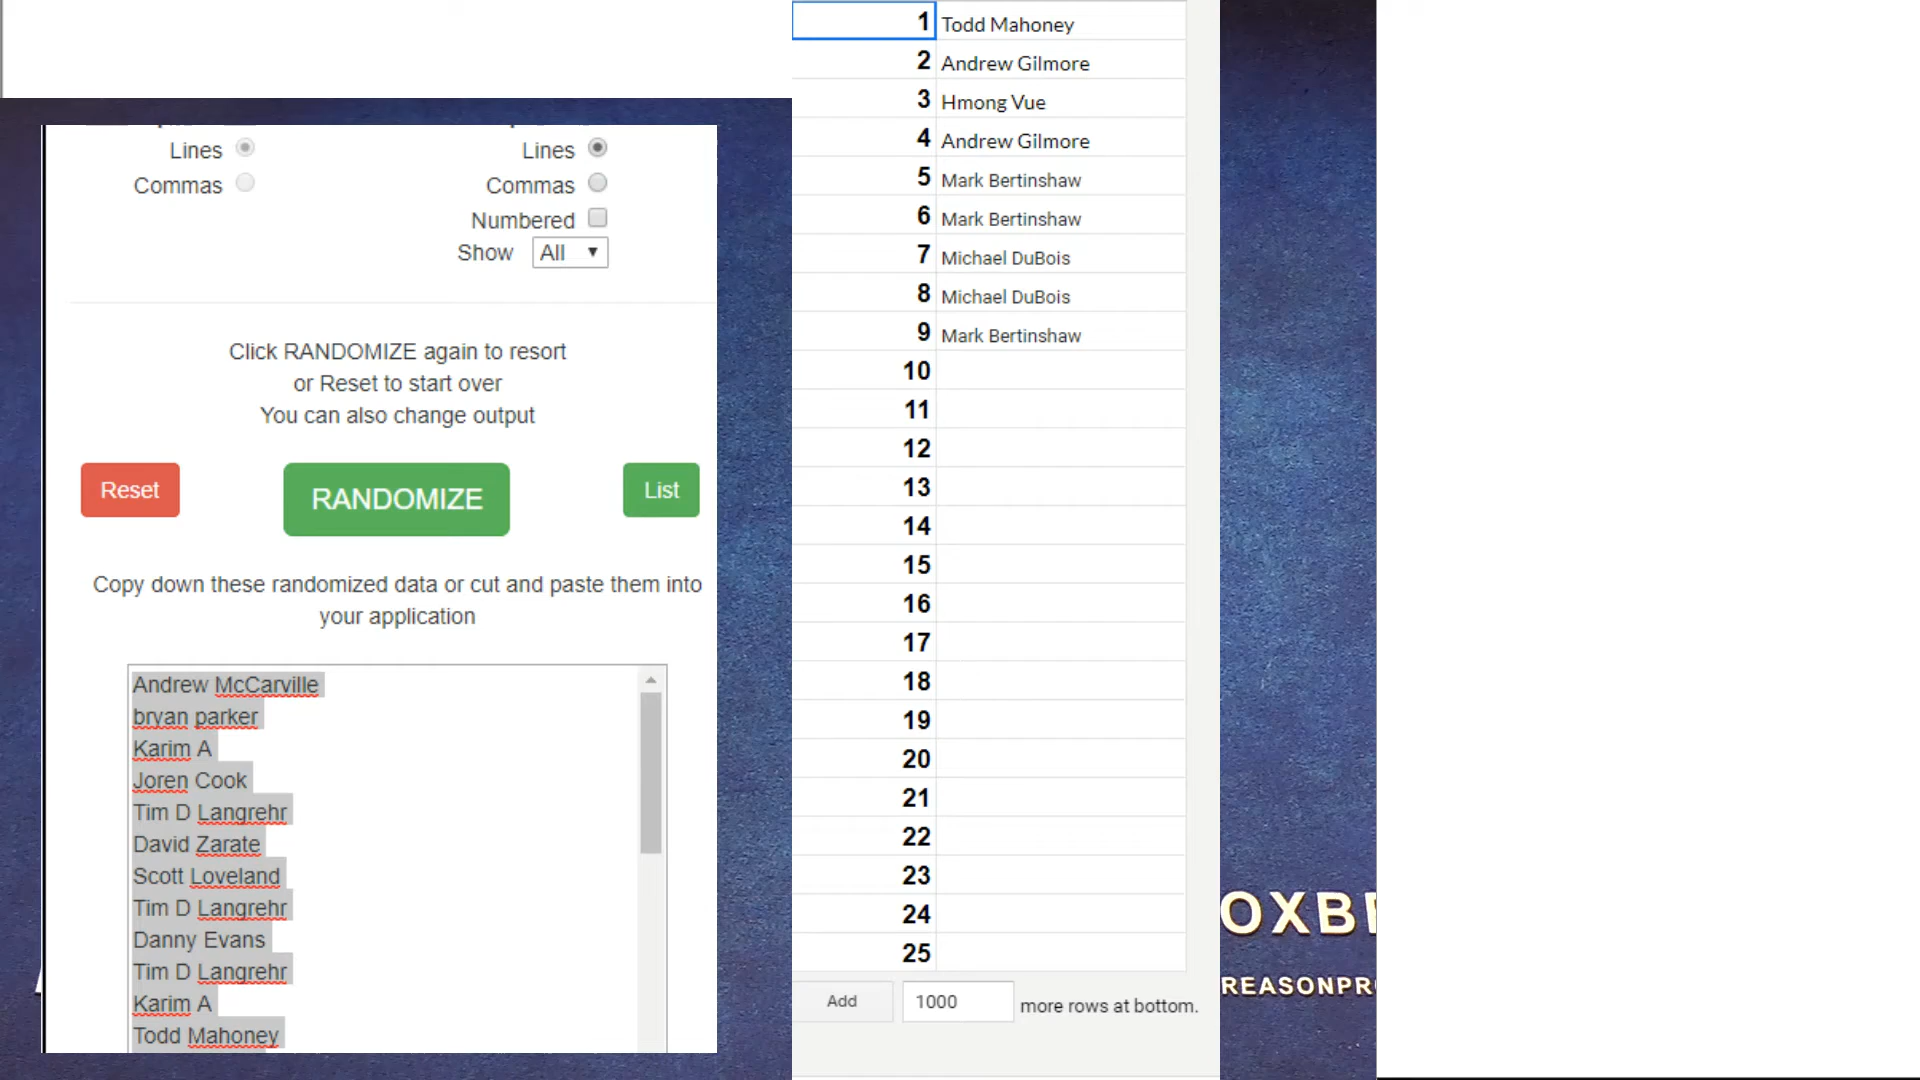 Lines
Lines
Commas
Commas
Numbered
Show All
Click RANDOMIZE again to resort
or Reset to start over
You can also change output
Reset
RANDOMIZE
List
Copy down these randomized data or cut and paste them into
your application
Andrew McCarville
bryan parker
Karim A
Joren Cook
Tim D Langrehr
David Zarate
Scott Loveland
Tim D Langrehr
Danny Evans
Tim D Langrehr
Karim A
Todd Mahoney
1 Todd Mahoney
2 Andrew Gilmore
3 Hmong Vue
4 Andrew Gilmore
5 Mark Bertinshaw
6 Mark Bertinshaw
7 Michael DuBois
8 Michael DuBois
9 Mark Bertinshaw
10
11
12
13
14
15
16
17
18
19
20
21
22
23
24
25
Add 1000 more rows at bottom.
OXB
REASONPR